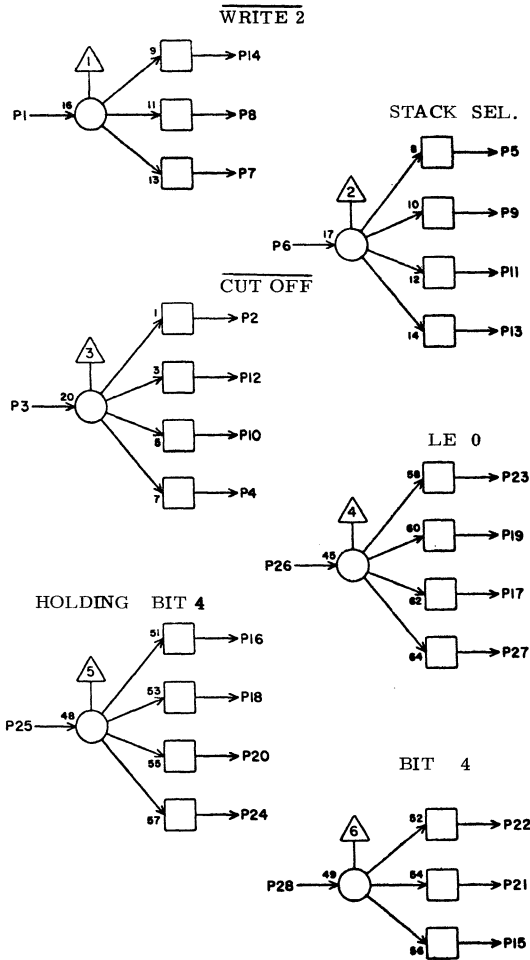 WRITE 2
1
9
P14
P1
16
11
P8
13
P7
STACK SEL.
2
8
P5
10
P9
P6
17
12
P11
14
P13
CUT OFF
3
1
P2
3
P12
P3
20
5
P10
7
P4
LE 0
4
58
P23
60
P19
P26
45
62
P17
64
P27
HOLDING BIT 4
5
51
P16
53
P18
P25
48
55
P20
57
P24
BIT 4
6
52
P22
P28
49
54
P21
56
P15